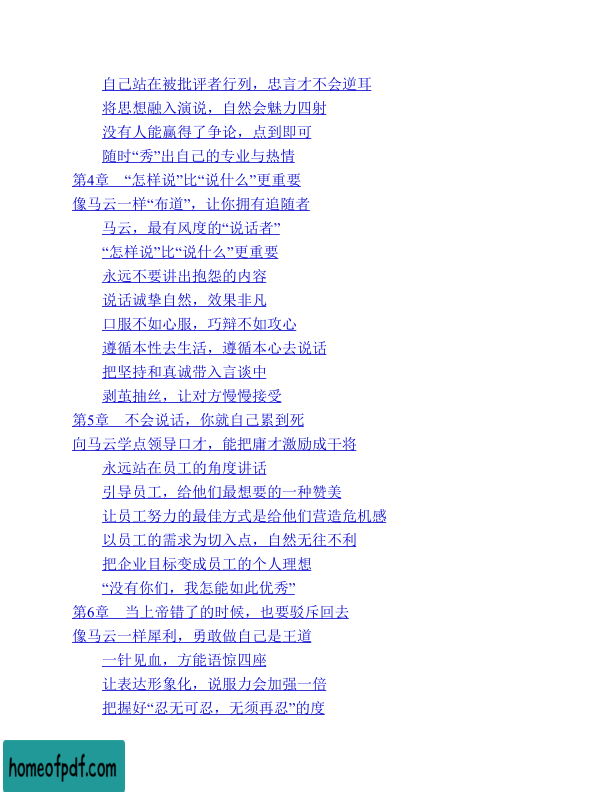 自己站在被批评者行列，忠言才不会逆耳
将思想融入演说，自然会魅力四射
没有人能赢得了争论，点到即可
随时“秀”出自己的专业与热情
第4章　“怎样说”比“说什么”更重要
像马云一样“布道”，让你拥有追随者
马云，最有风度的“说话者”
“怎样说”比“说什么”更重要
永远不要讲出抱怨的内容
说话诚挚自然，效果非凡
口服不如心服，巧辩不如攻心
遵循本性去生活，遵循本心去说话
把坚持和真诚带入言谈中
剥茧抽丝，让对方慢慢接受
第5章　不会说话，你就自己累到死
向马云学点领导口才，能把庸才激励成干将
永远站在员工的角度讲话
引导员工，给他们最想要的一种赞美
让员工努力的最佳方式是给他们营造危机感
以员工的需求为切入点，自然无往不利
把企业目标变成员工的个人理想
“没有你们，我怎能如此优秀”
第6章　当上帝错了的时候，也要驳斥回去
像马云一样犀利，勇敢做自己是王道
一针见血，方能语惊四座
让表达形象化，说服力会加强一倍
把握好“忍无可忍，无须再忍”的度
homeofpdf.com